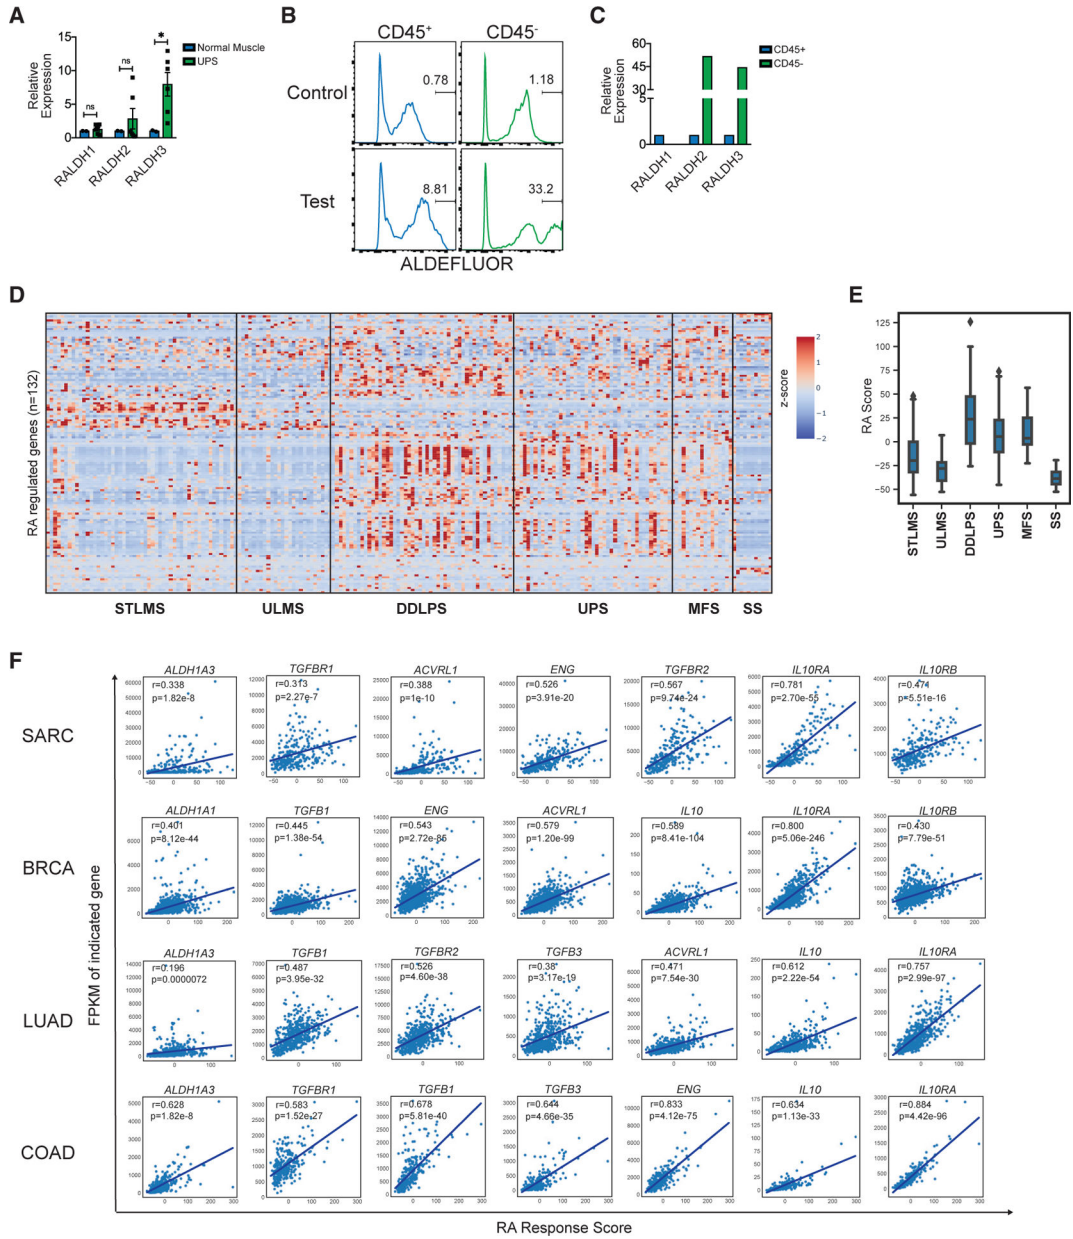 A
Relative
Expression
15
10
5
0
ns
ns
*
Normal Muscle
UPS
RALDH1
RALDH2
RALDH3
B
CD45+
CD45-
Control
0.78
1.18
Test
8.81
33.2
ALDEFLUOR
C
Relative
Expression
60
45
30
5
0
CD45+
CD45-
RALDH1
RALDH2
RALDH3
D
RA regulated genes (n=132)
STLMS
ULMS
DDLPS
UPS
MFS
SS
2
1
0
−1
−2
z-score
E
RA Score
125
100
75
50
25
0
−25
−50
STLMS
ULMS
DDLPS
UPS
MFS
SS
F
FPKM of indicated gene
SARC
ALDH1A3
r=0.338
p=1.82e-8
TGFBR1
r=0.313
p=2.27e-7
ACVRL1
r=0.388
p=1e-10
ENG
r=0.526
p=3.91e-20
TGFBR2
r=0.567
p=9.74e-24
IL10RA
r=0.781
p=2.70e-55
IL10RB
r=0.474
p=5.51e-16
BRCA
ALDH1A1
r=0.401
p=8.12e-44
TGFB1
r=0.445
p=1.38e-54
ENG
r=0.543
p=2.72e-85
ACVRL1
r=0.579
p=1.20e-99
IL10
r=0.589
p=8.41e-104
IL10RA
r=0.800
p=5.06e-246
IL10RB
r=0.430
p=7.79e-51
LUAD
ALDH1A3
r=0.196
p=0.0000072
TGFB1
r=0.487
p=3.95e-32
TGFBR2
r=0.526
p=4.60e-38
TGFB3
r=0.38
p=3.17e-19
ACVRL1
r=0.471
p=7.54e-30
IL10
r=0.612
p=2.22e-54
IL10RA
r=0.757
p=2.99e-97
COAD
ALDH1A3
r=0.628
p=1.82e-8
TGFBR1
r=0.583
p=1.52e-27
TGFB1
r=0.678
p=5.81e-40
TGFB3
r=0.644
p=4.66e-35
ENG
r=0.833
p=4.12e-75
IL10
r=0.634
p=1.13e-33
IL10RA
r=0.884
p=4.42e-96
RA Response Score